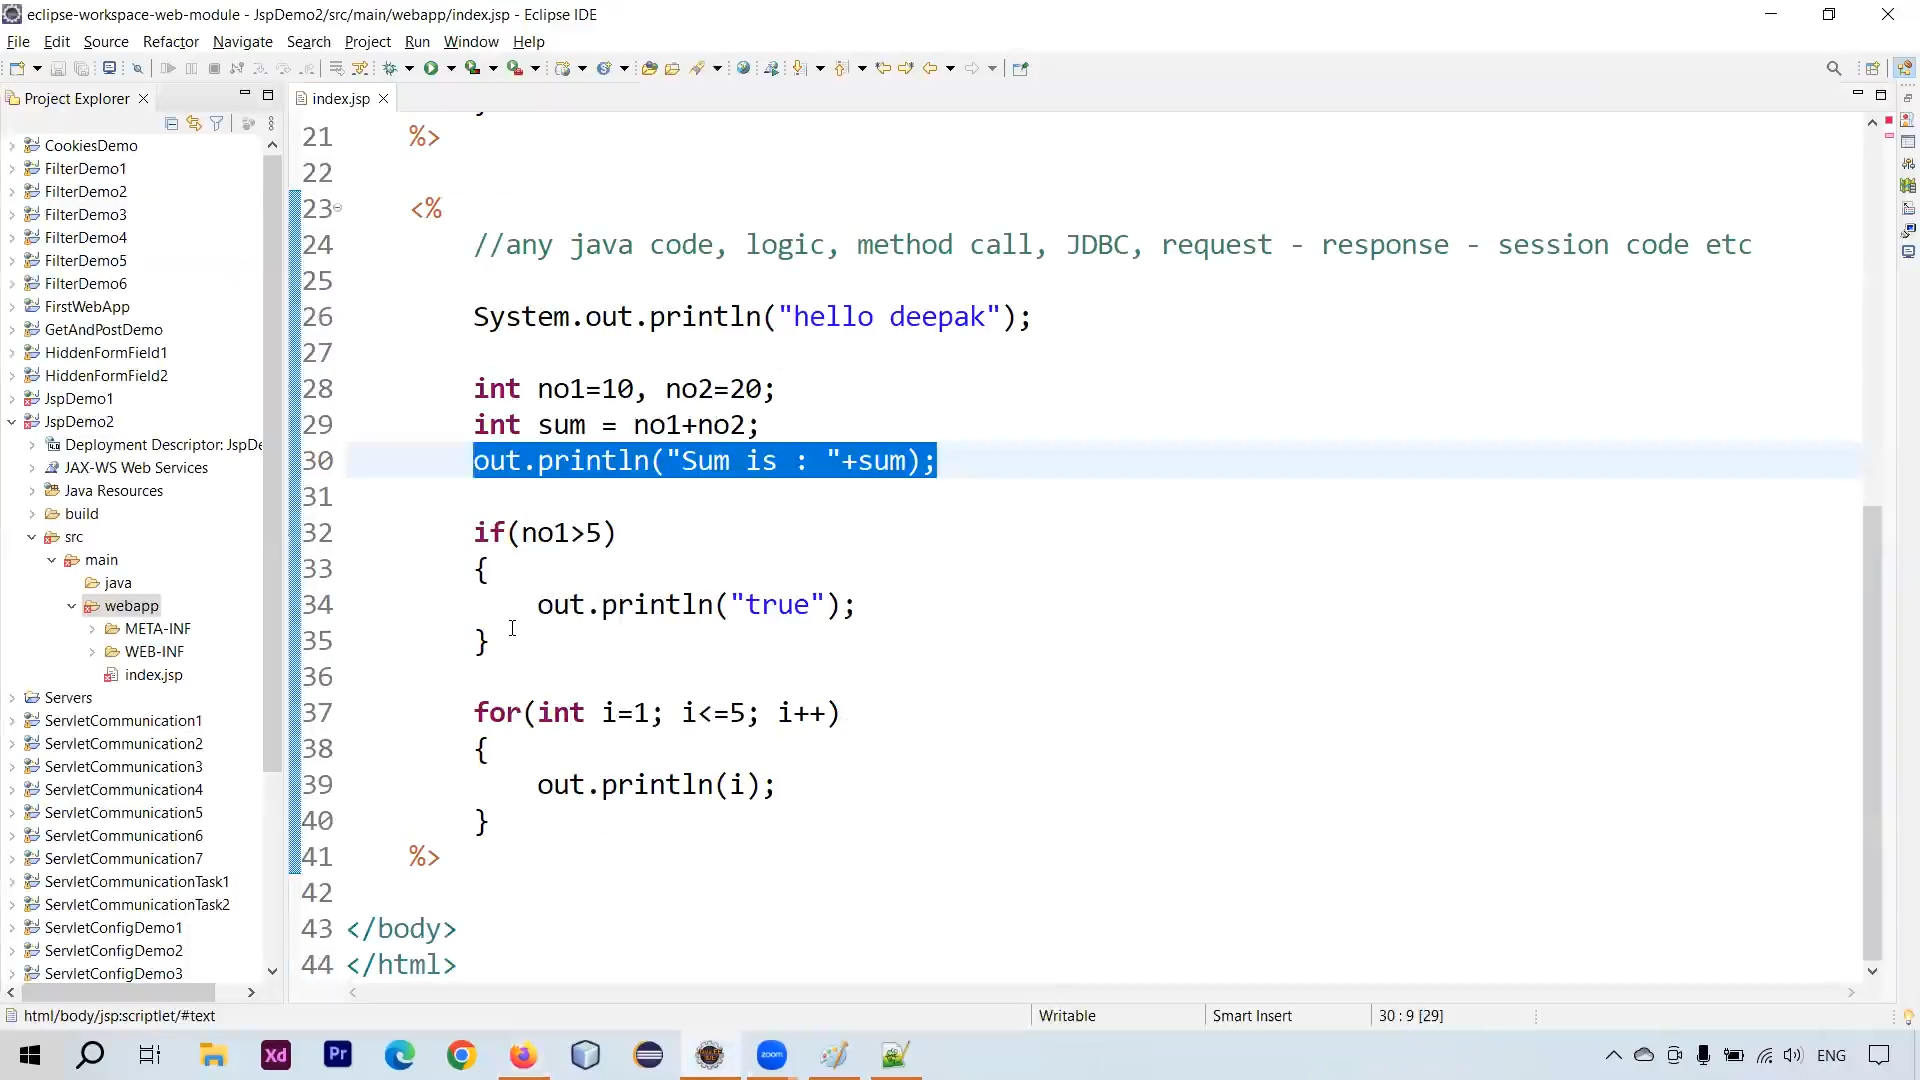 eclipse-workspace-web-module - JspDemo2/src/main/webapp/index.jsp - Eclipse IDE
File Edit Source Refactor Navigate Search Project Run Window Help
Project Explorer
CookiesDemo
FilterDemo1
FilterDemo2
FilterDemo3
FilterDemo4
FilterDemo5
FilterDemo6
FirstWebApp
GetAndPostDemo
HiddenFormField1
HiddenFormField2
JspDemo1
JspDemo2
Deployment Descriptor: JspDe
JAX-WS Web Services
Java Resources
build
src
main
java
webapp
META-INF
WEB-INF
index.jsp
Servers
ServletCommunication1
ServletCommunication2
ServletCommunication3
ServletCommunication4
ServletCommunication5
ServletCommunication6
ServletCommunication7
ServletCommunicationTask1
ServletCommunicationTask2
ServletConfigDemo1
ServletConfigDemo2
ServletConfigDemo3
index.jsp
21 %>
22
23 <%
24 //any java code, logic, method call, JDBC, request - response - session code etc
25
26 System.out.println("hello deepak");
27
28 int no1=10, no2=20;
29 int sum = no1+no2;
30 out.println("Sum is : "+sum);
31
32 if(no1>5)
33 {
34 out.println("true");
35 }
36
37 for(int i=1; i<=5; i++)
38 {
39 out.println(i);
40 }
41 %>
42
43 </body>
44 </html>
html/body/jsp:scriptlet/#text Writable Smart Insert 30 : 9 [29]
Xd Pr zoom ENG